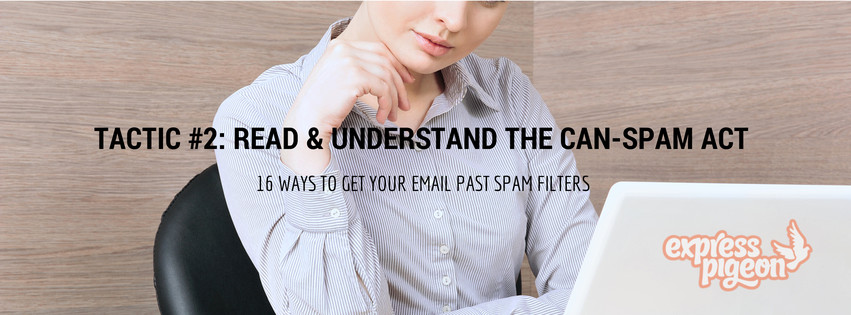 TACTIC #2: READ & UNDERSTAND THE CAN-SPAM ACT
16 WAYS TO GET YOUR EMAIL PAST SPAM FILTERS
express
pigeon